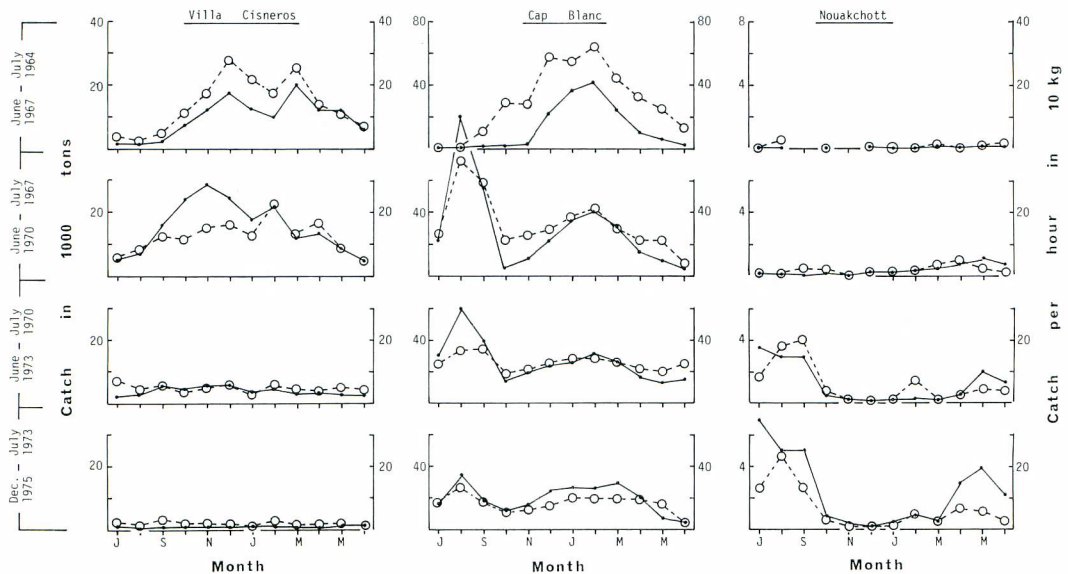 Villa Cisneros
Cap Blanc
Nouakchott
40
20
40
20
80
40
80
40
8
4
40
20
20
20
40
40
4
20
20
20
40
40
4
20
20
20
40
40
4
20
June - July
1967 1964
June - July
1970 1967
June - July
1973 1970
Dec. - July
1975 1973
Catch in 1000 tons
Catch per hour in 10 kg
J S N J M M
J S N J M M
J S N J M M
Month
Month
Month